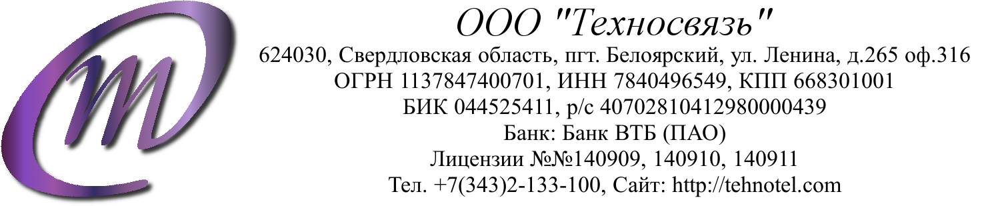 ООО "Техносвязь"
624030, Свердловская область, пгт. Белоярский, ул. Ленина, д.265 оф.316
ОГРН 1137847400701, ИНН 7840496549, КПП 668301001
БИК 044525411, р/с 40702810412980000439
Банк: Банк ВТБ (ПАО)
Лицензии №№140909, 140910, 140911
Тел. +7(343)2-133-100, Сайт: http://tehnotel.com